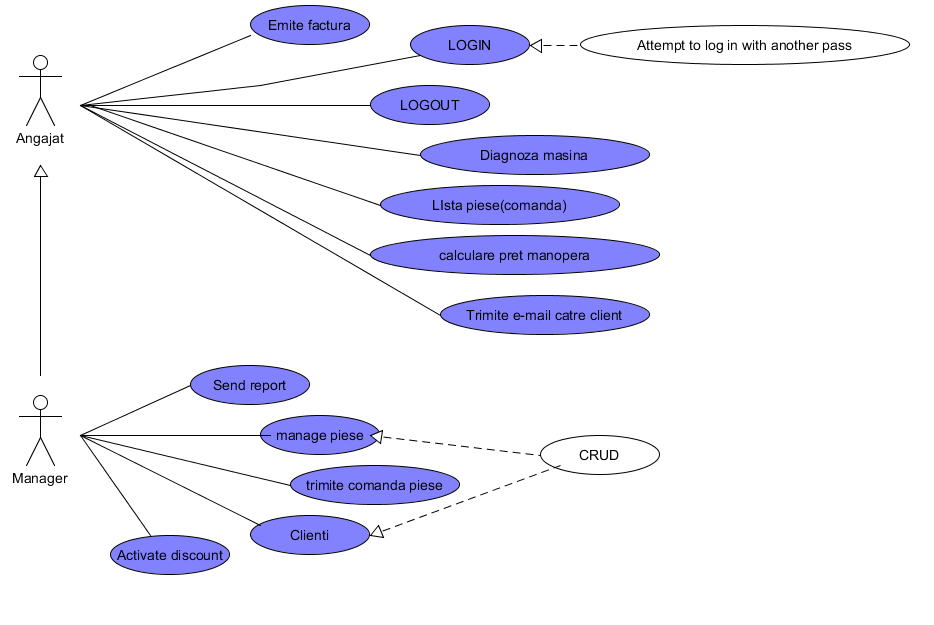 Emite factura
LOGIN
Attempt to log in with another pass
LOGOUT
Angajat
Diagnoza masina
LIsta piese(comanda)
calculare pret manopera
Trimite e-mail catre client
Send report
manage piese
CRUD
Manager
trimite comanda piese
Clienti
Activate discount